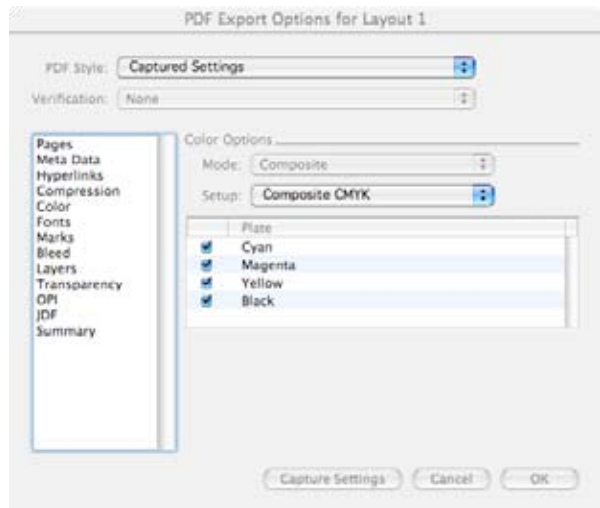 PDF Export Options for Layout 1
PDF Style: Captured Settings
Verification: None
Pages
Meta Data
Hyperlinks
Compression
Color
Fonts
Marks
Bleed
Layers
Transparency
OPI
JDF
Summary
Color Options
Mode: Composite
Setup: Composite CMYK
Plate
Cyan
Magenta
Yellow
Black
Capture Settings Cancel OK